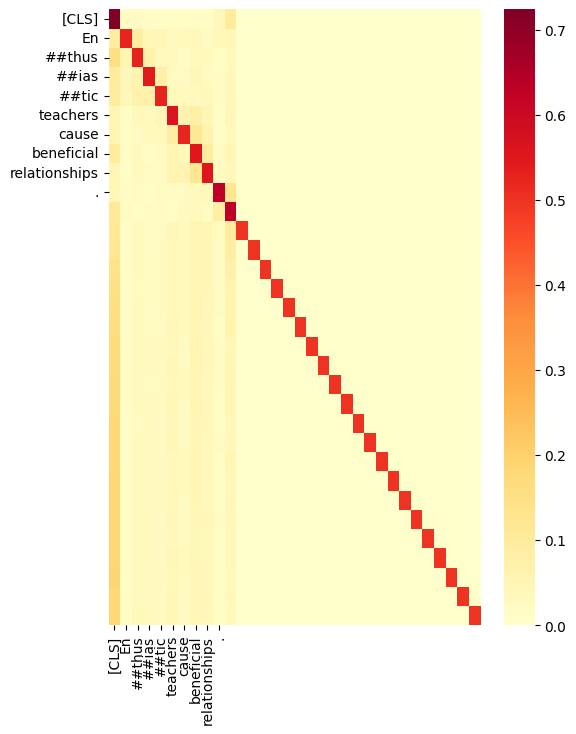 [CLS]
En
##thus
##ias
##tic
teachers
cause
beneficial
relationships
.
0.7
0.6
0.5
0.4
0.3
0.2
0.1
0.0
[CLS]
En
##thus
##ias
##tic
teachers
cause
beneficial
relationships
.